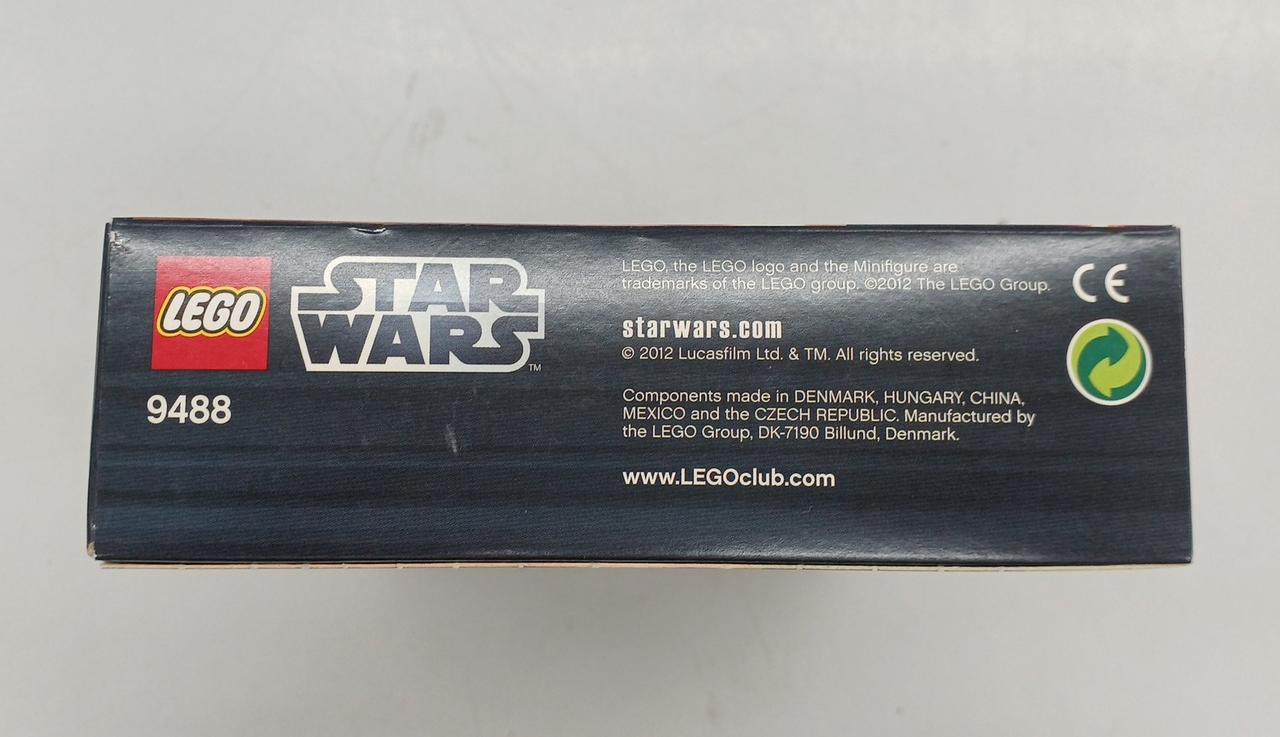 LEGO
STAR
WARS
TM
9488
LEGO, the LEGO logo and the Minifigure are
trademarks of the LEGO group. ©2012 The LEGO Group.
CE
starwars.com
© 2012 Lucasfilm Ltd. & TM. All rights reserved.
Components made in DENMARK, HUNGARY, CHINA,
MEXICO and the CZECH REPUBLIC. Manufactured by
the LEGO Group, DK-7190 Billund, Denmark.
www.LEGOclub.com